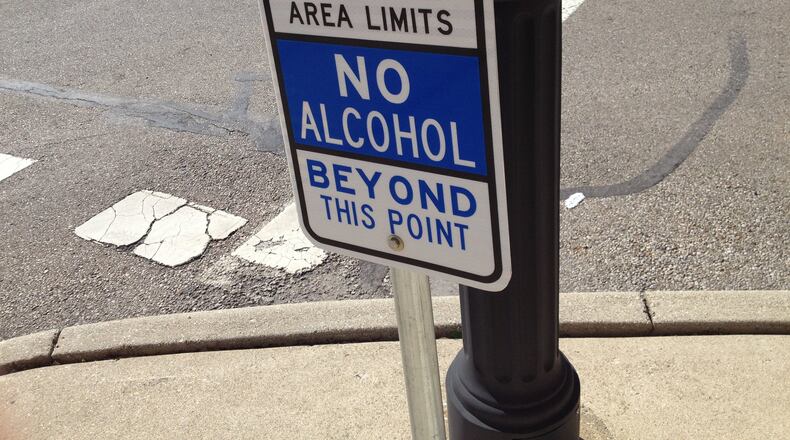 AREA LIMITS
NO
ALCOHOL
BEYOND
THIS POINT